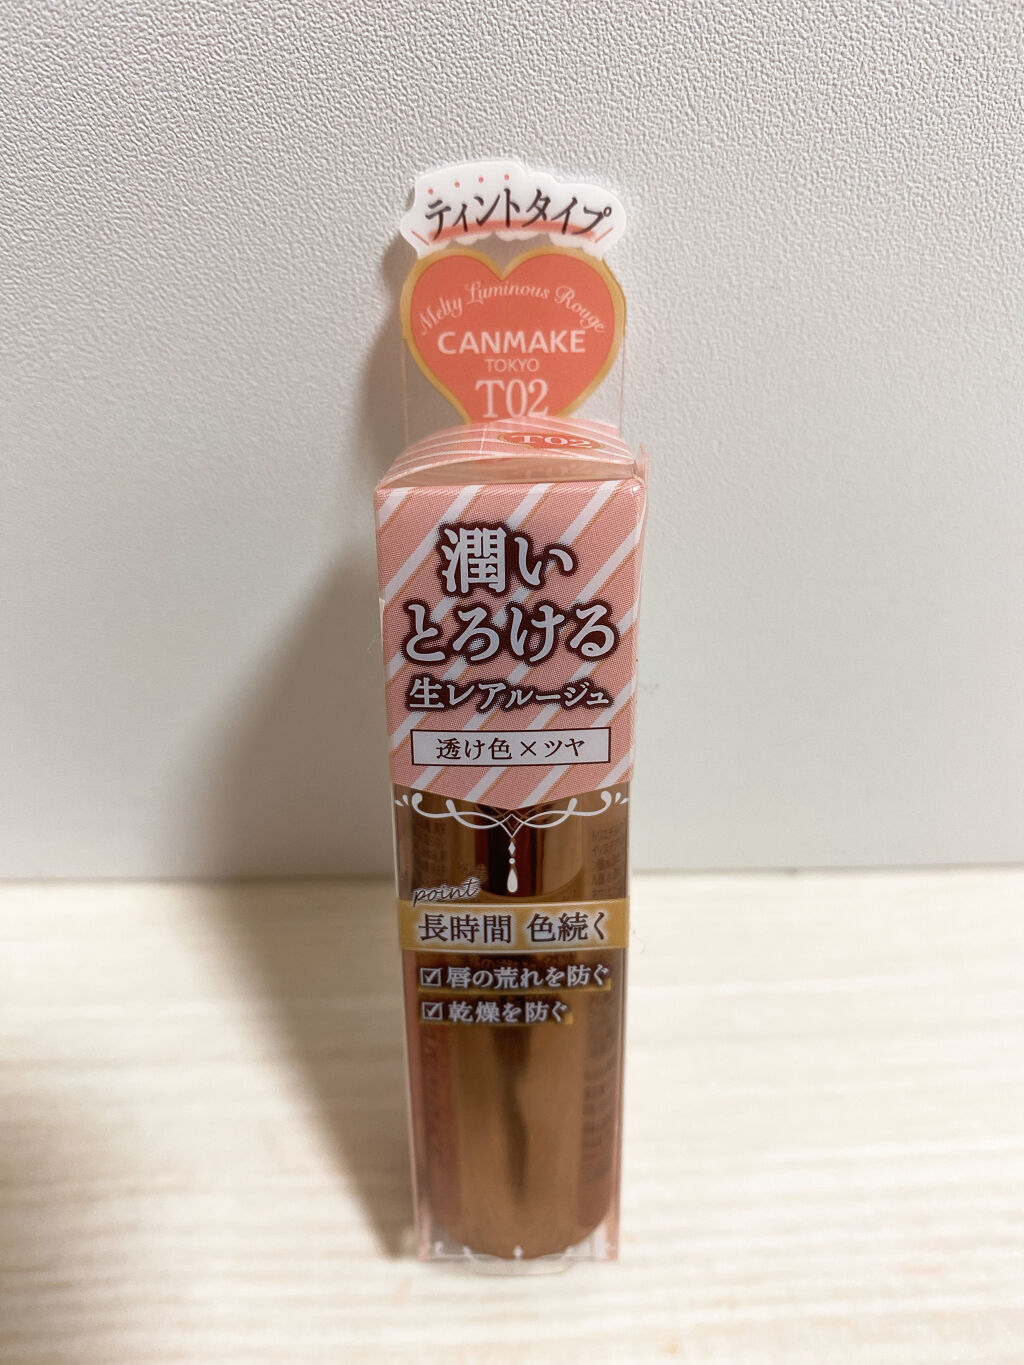 ティントタイプ
Melty Luminous Rouge
CANMAKE
TOKYO
T02
T02
潤い
とろける
生レアルージュ
透け色×ツヤ
point
長時間 色続く
☑唇の荒れを防ぐ
☑乾燥を防ぐ